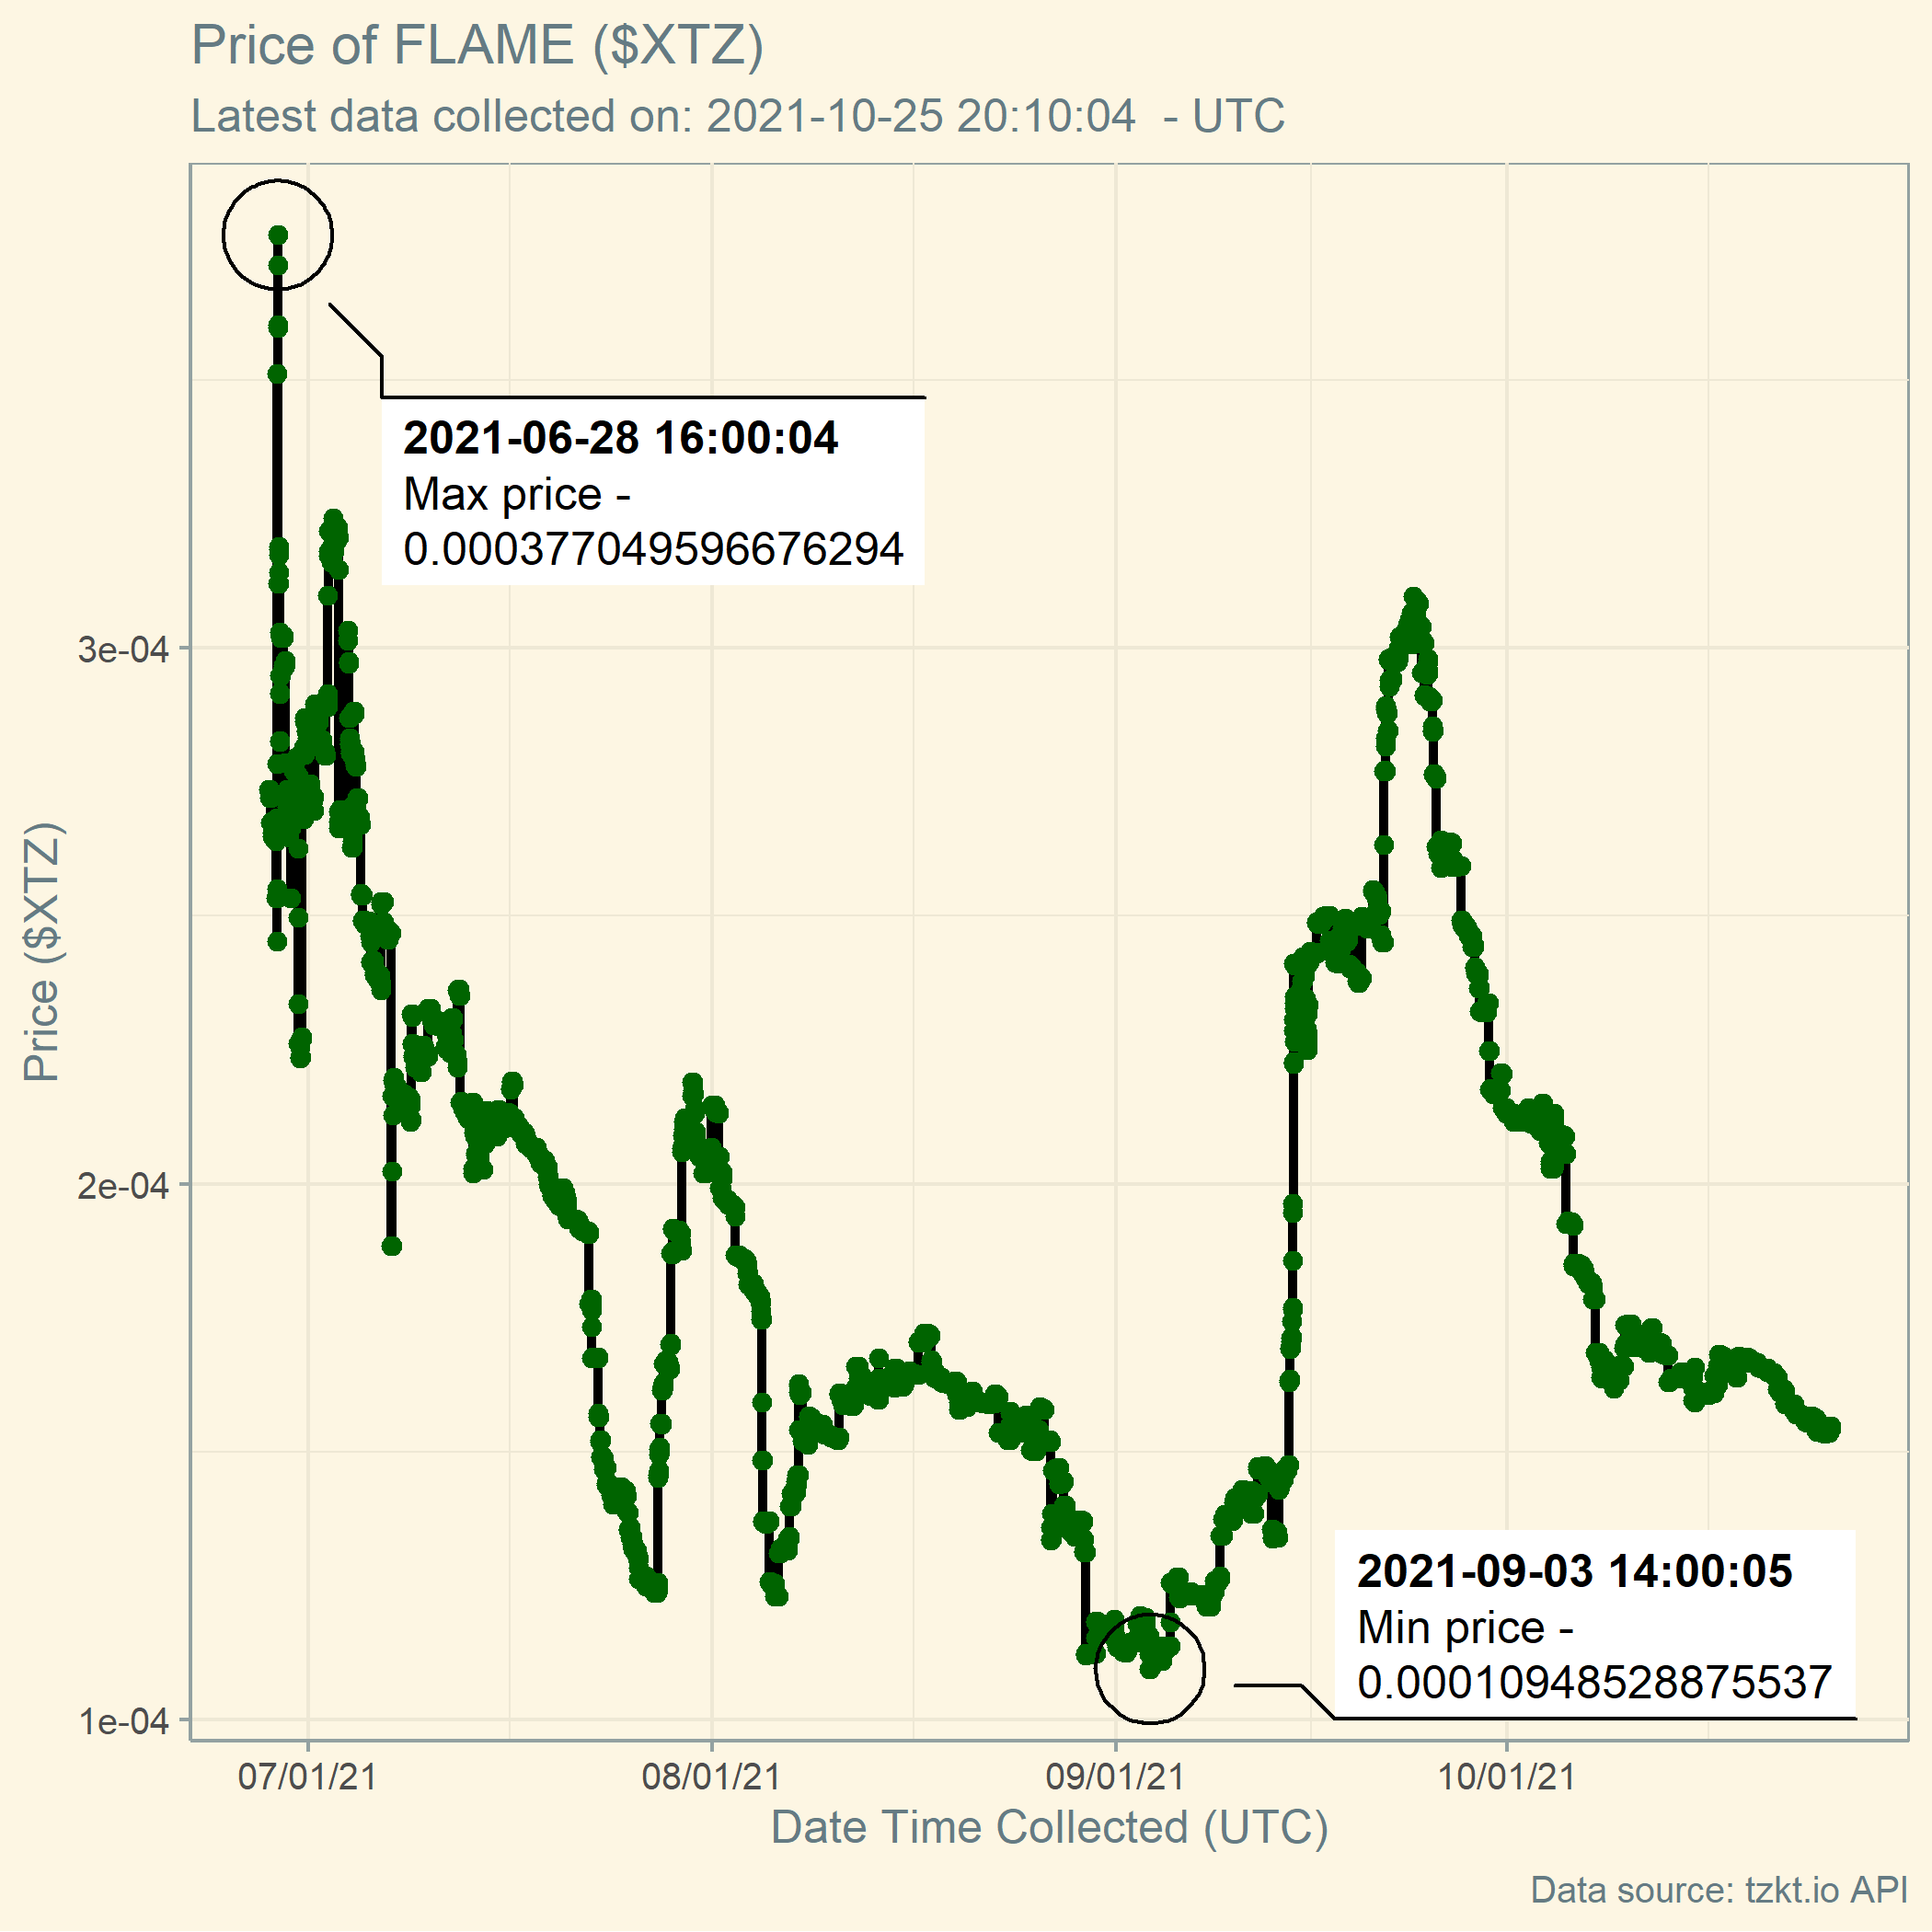 Price of FLAME ($XTZ)
Latest data collected on: 2021-10-25 20:10:04  - UTC
2021-06-28 16:00:04
Max price -
0.000377049596676294
3e-04
2e-04
1e-04
Price ($XTZ)
2021-09-03 14:00:05
Min price -
0.000109485288755537
07/01/21
08/01/21
09/01/21
10/01/21
Date Time Collected (UTC)
Data source: tzkt.io API